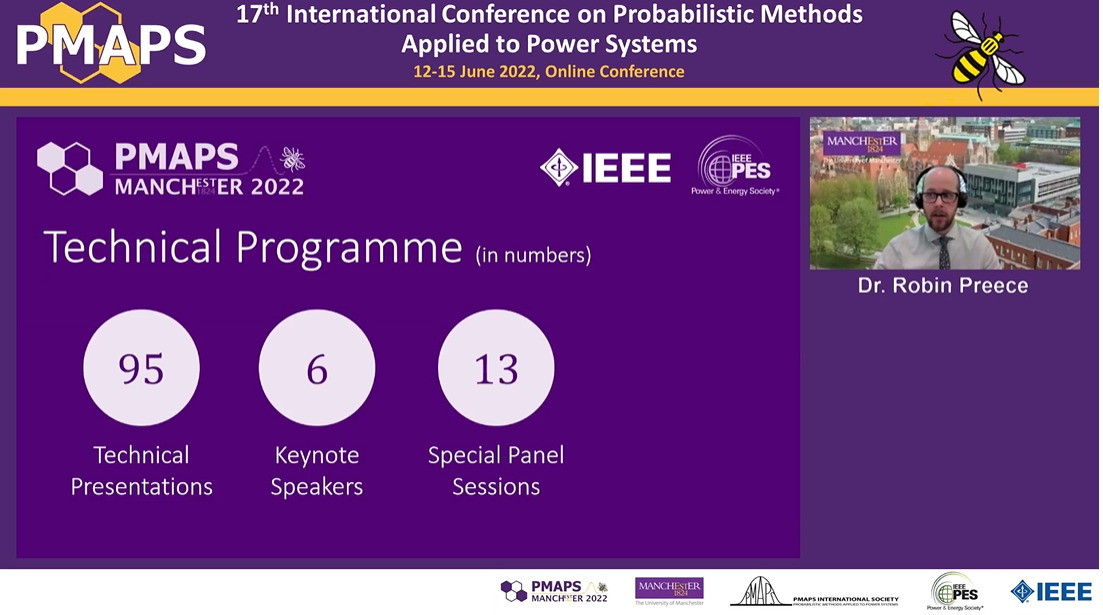 PMAPS
17th International Conference on Probabilistic Methods
Applied to Power Systems
12-15 June 2022, Online Conference
PMAPS
MANCHESTER 2022
1824
IEEE
IEEE
PES
Power & Energy Society®
Technical Programme (in numbers)
95
6
13
Technical
Presentations
Keynote
Speakers
Special Panel
Sessions
MANCHESTER
1824
The University of Manchester
Dr. Robin Preece
PMAPS
MANCHESTER 2022
MANCHESTER
1824
The University of Manchester
PMAPS
PMAPS INTERNATIONAL SOCIETY
PROBABILISTIC METHODS APPLIED TO POWER SYSTEMS
IEEE
PES
Power & Energy Society®
IEEE